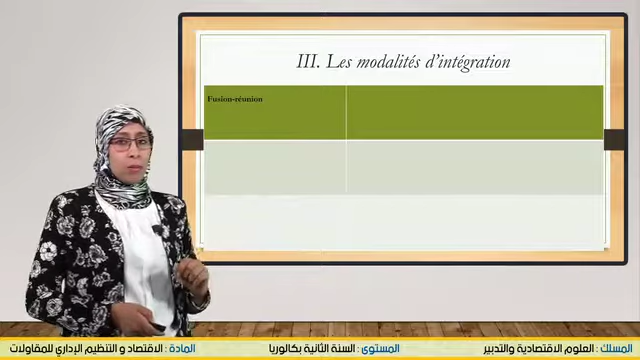 III. Les modalités d'intégration
Fusion-réunion
المسلك : العلوم الاقتصادية والتدبير
المستوى : السنة الثانية بكالوريا
المادة : الاقتصاد و التنظيم الإداري للمقاولات